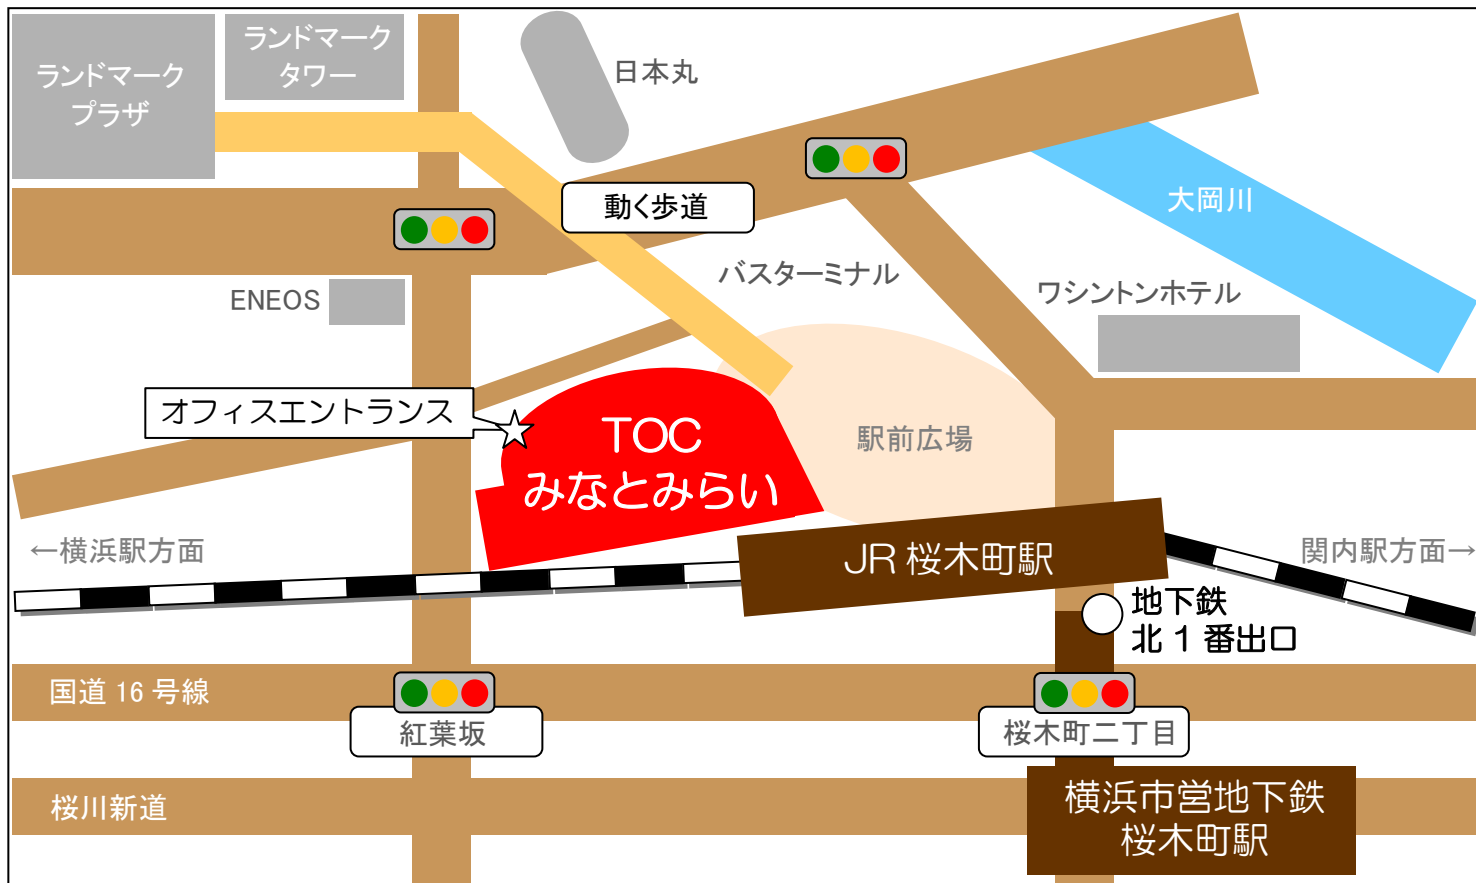 ランドマーク
プラザ
ランドマーク
タワー
日本丸
動く歩道
大岡川
バスターミナル
ワシントンホテル
ENEOS
オフィスエントランス
TOC
みなとみらい
駅前広場
←横浜駅方面
JR 桜木町駅
関内駅方面→
地下鉄
北 1 番出口
国道 16 号線
紅葉坂
桜木町二丁目
桜川新道
横浜市営地下鉄
桜木町駅